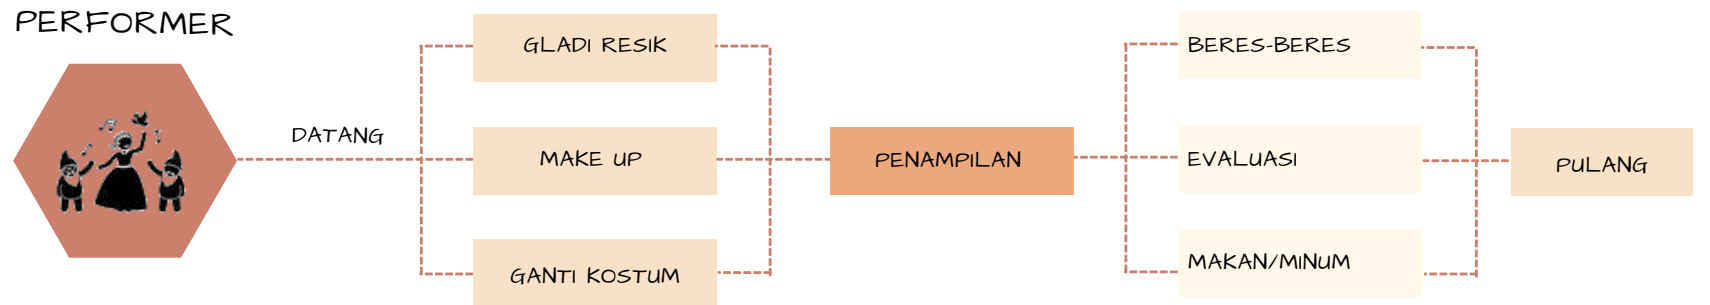 PERFORMER
DATANG
GLADI RESIK
MAKE UP
GANTI KOSTUM
PENAMPILAN
BERES-BERES
EVALUASI
MAKAN/MINUM
PULANG